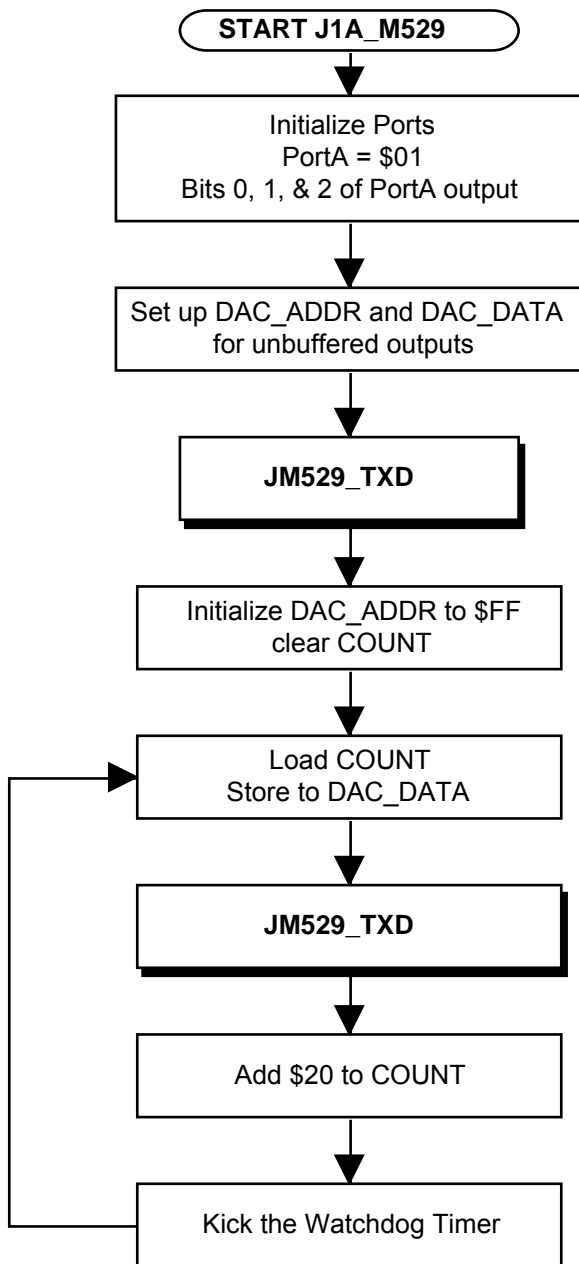 START J1A_M529
Initialize Ports
PortA = $01
Bits 0, 1, & 2 of PortA output
Set up DAC_ADDR and DAC_DATA
for unbuffered outputs
JM529_TXD
Initialize DAC_ADDR to $FF
clear COUNT
Load COUNT
Store to DAC_DATA
JM529_TXD
Add $20 to COUNT
Kick the Watchdog Timer